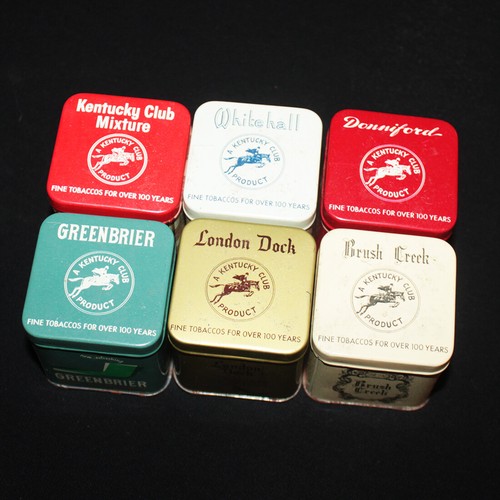 Kentucky Club
Mixture
A KENTUCKY CLUB
PRODUCT
FINE TOBACCOS FOR OVER 100 YEARS
Whitehall
A KENTUCKY CLUB
PRODUCT
FINE TOBACCOS FOR OVER 100 YEARS
Donniford
A KENTUCKY CLUB
PRODUCT
FINE TOBACCOS FOR OVER 100 YEARS
GREENBRIER
A KENTUCKY CLUB
PRODUCT
FINE TOBACCOS FOR OVER 100 YEARS
GREENBRIER
London Dock
A KENTUCKY CLUB
PRODUCT
FINE TOBACCOS FOR OVER 100 YEARS
London
Dock
Brush Creek
A KENTUCKY CLUB
PRODUCT
FINE TOBACCOS FOR OVER 100 YEARS
Brush
Creek